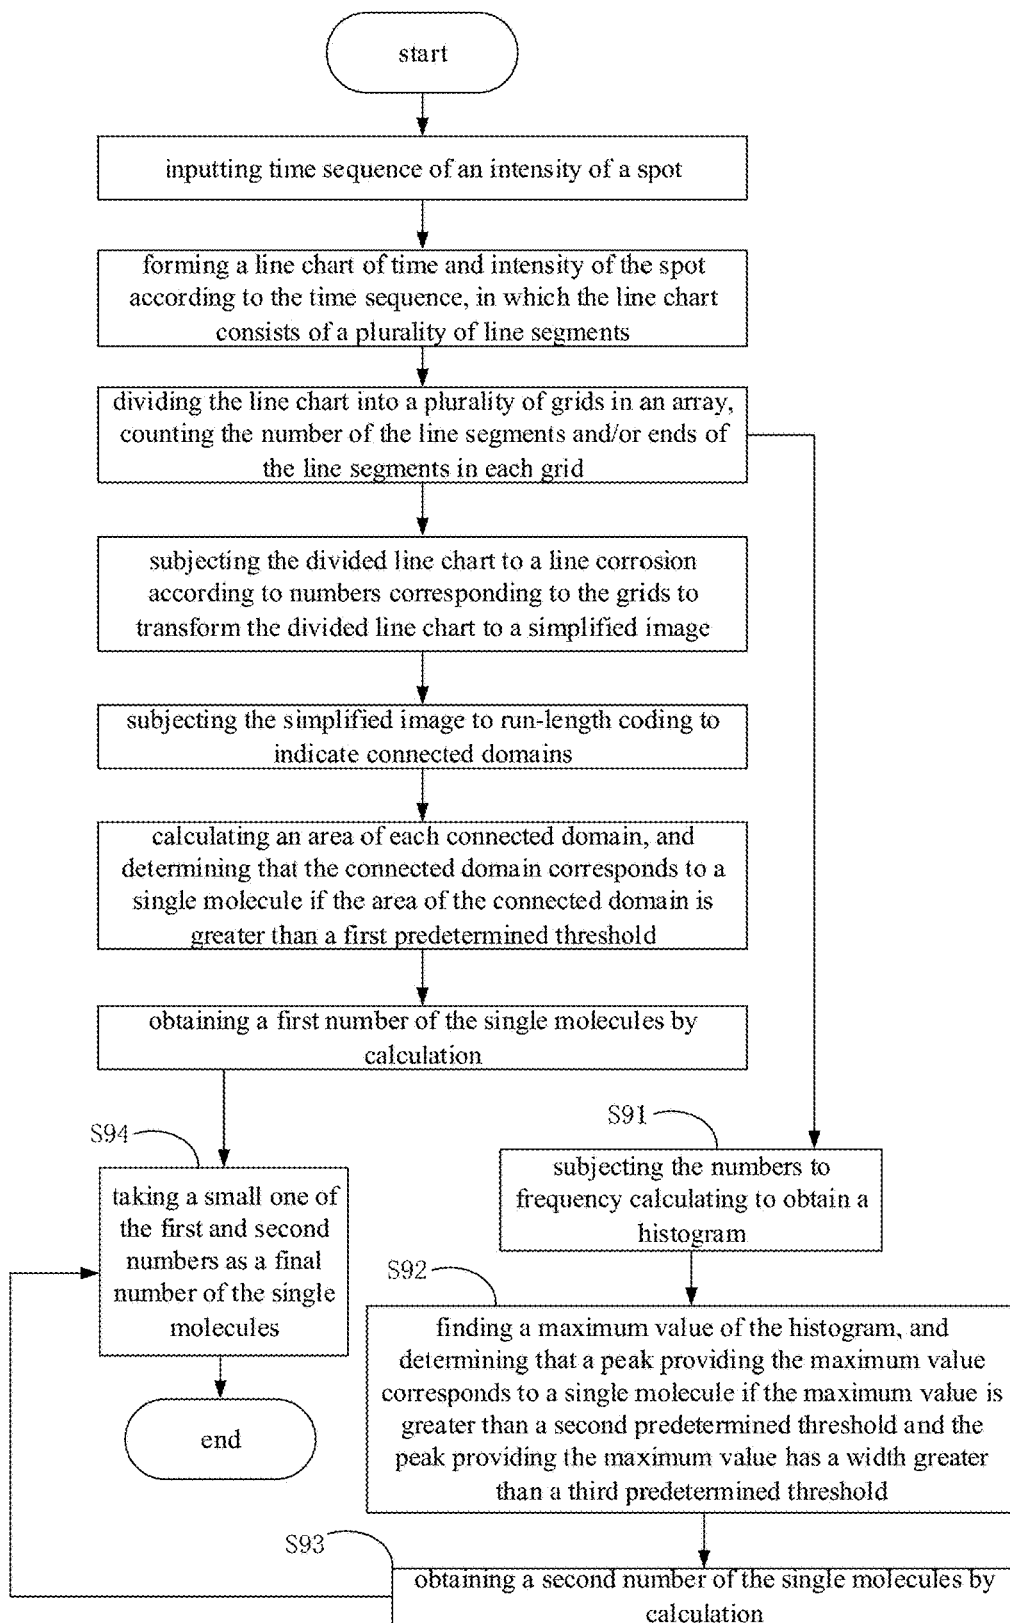 start
inputting time sequence of an intensity of a spot
forming a line chart of time and intensity of the spot
according to the time sequence, in which the line chart
consists of a plurality of line segments
dividing the line chart into a plurality of grids in an array,
counting the number of the line segments and/or ends of
the line segments in each grid
subjecting the divided line chart to a line corrosion
according to numbers corresponding to the grids to
transform the divided line chart to a simplified image
subjecting the simplified image to run-length coding to
indicate connected domains
calculating an area of each connected domain, and
determining that the connected domain corresponds to a
single molecule if the area of the connected domain is
greater than a first predetermined threshold
obtaining a first number of the single molecules by
calculation
S94
taking a small one of
the first and second
numbers as a final
number of the single
molecules
end
S91
subjecting the numbers to
frequency calculating to obtain a
histogram
S92
finding a maximum value of the histogram, and
determining that a peak providing the maximum value
corresponds to a single molecule if the maximum value is
greater than a second predetermined threshold and the
peak providing the maximum value has a width greater
than a third predetermined threshold
S93
obtaining a second number of the single molecules by
calculation